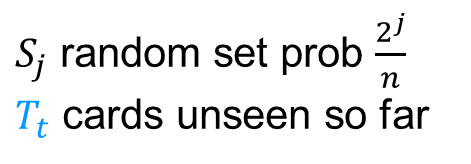 S_j random set prob 2^j/n
T_t cards unseen so far